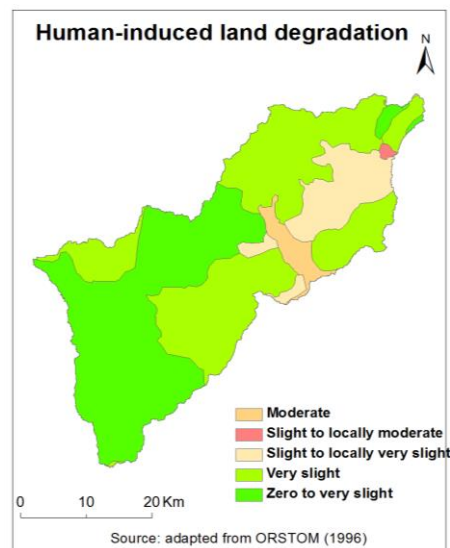 Human-induced land degradation
N
Moderate
Slight to locally moderate
Slight to locally very slight
Very slight
Zero to very slight
0 10 20 Km
Source: adapted from ORSTOM (1996)